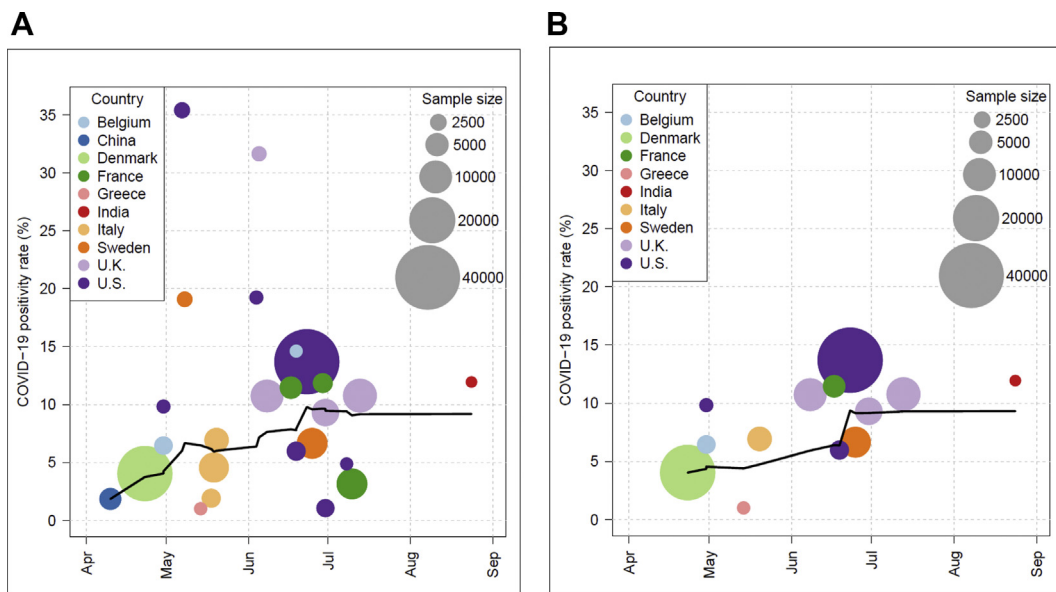 A
Country
Belgium
China
Denmark
France
Greece
India
Italy
Sweden
U.K.
U.S.
Sample size
2500
5000
10000
20000
40000
COVID−19 positivity rate (%)
35
30
25
20
15
10
5
0
Apr
May
Jun
Jul
Aug
Sep
B
Country
Belgium
Denmark
France
Greece
India
Italy
Sweden
U.K.
U.S.
Sample size
2500
5000
10000
20000
40000
COVID−19 positivity rate (%)
35
30
25
20
15
10
5
0
Apr
May
Jun
Jul
Aug
Sep